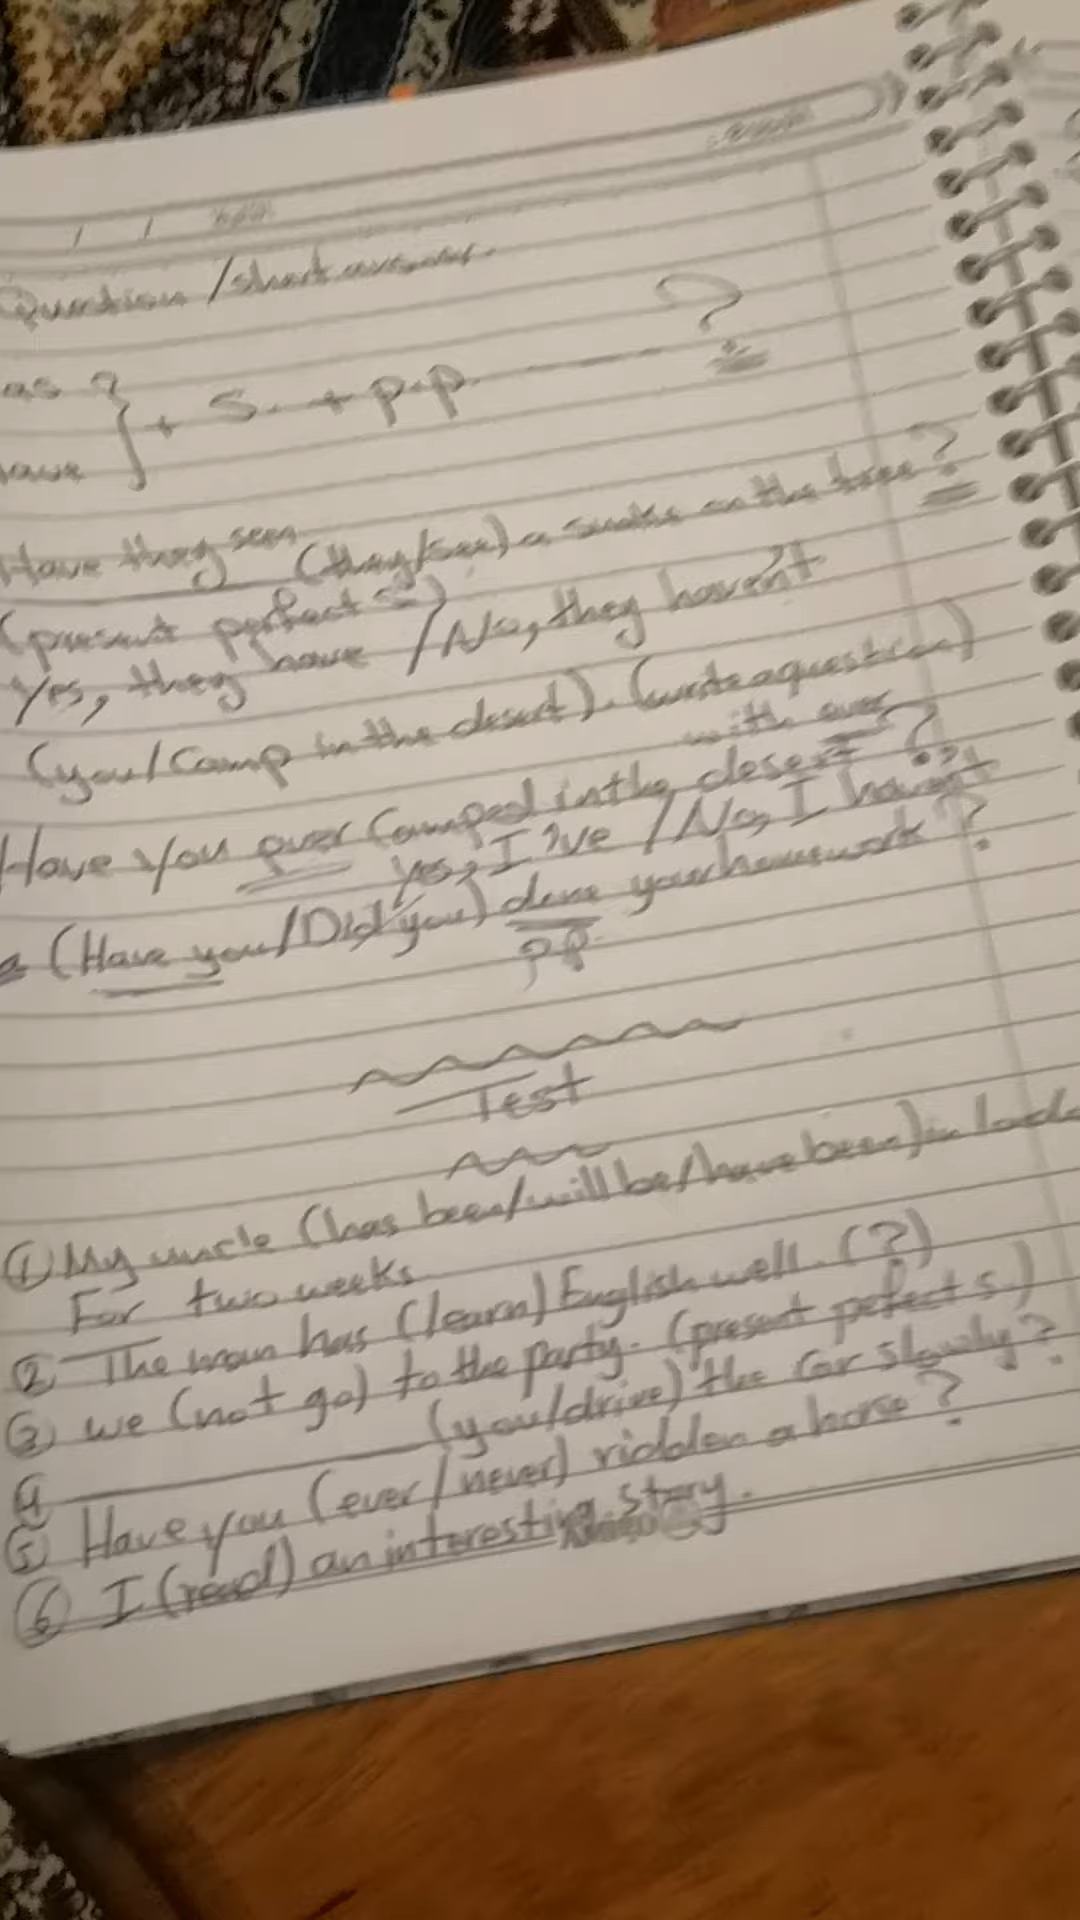 Question / short answer.
as ?
} + S. + p.p. ?
have
Have they seen (they/see) a snake on the tree?
(present perfect s)
Yes, they have / No, they haven't
(you/camp in the desert). (write a question)
with ever
Have you ever camped in the desert?
Yes, I've / No, I haven't
(Have you/Did you) done your homework?
p.p.
Test
① My uncle (has been/will be/have been) in
For two weeks
② The man has (learn) English well. (?)
③ we (not go) to the party. (present pefect s.)
④ (you/drive) the car slowly?
⑤ Have you (ever/never) ridden a horse?
⑥ I (read) an interesting story.